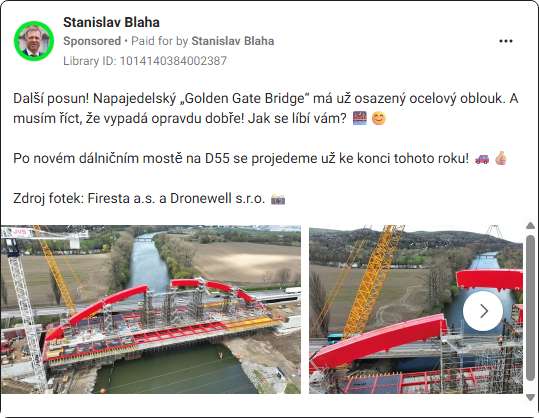 Stanislav Blaha
Sponsored • Paid for by Stanislav Blaha
Library ID: 1014140384002387
Další posun! Napajedelský „Golden Gate Bridge“ má už osazený ocelový oblouk. A
musím říct, že vypadá opravdu dobře! Jak se líbí vám? 🌉 😊
Po novém dálničním mostě na D55 se projedeme už ke konci tohoto roku! 🚗 👍🏼
Zdroj fotek: Firesta a.s. a Dronewell s.r.o. 📸